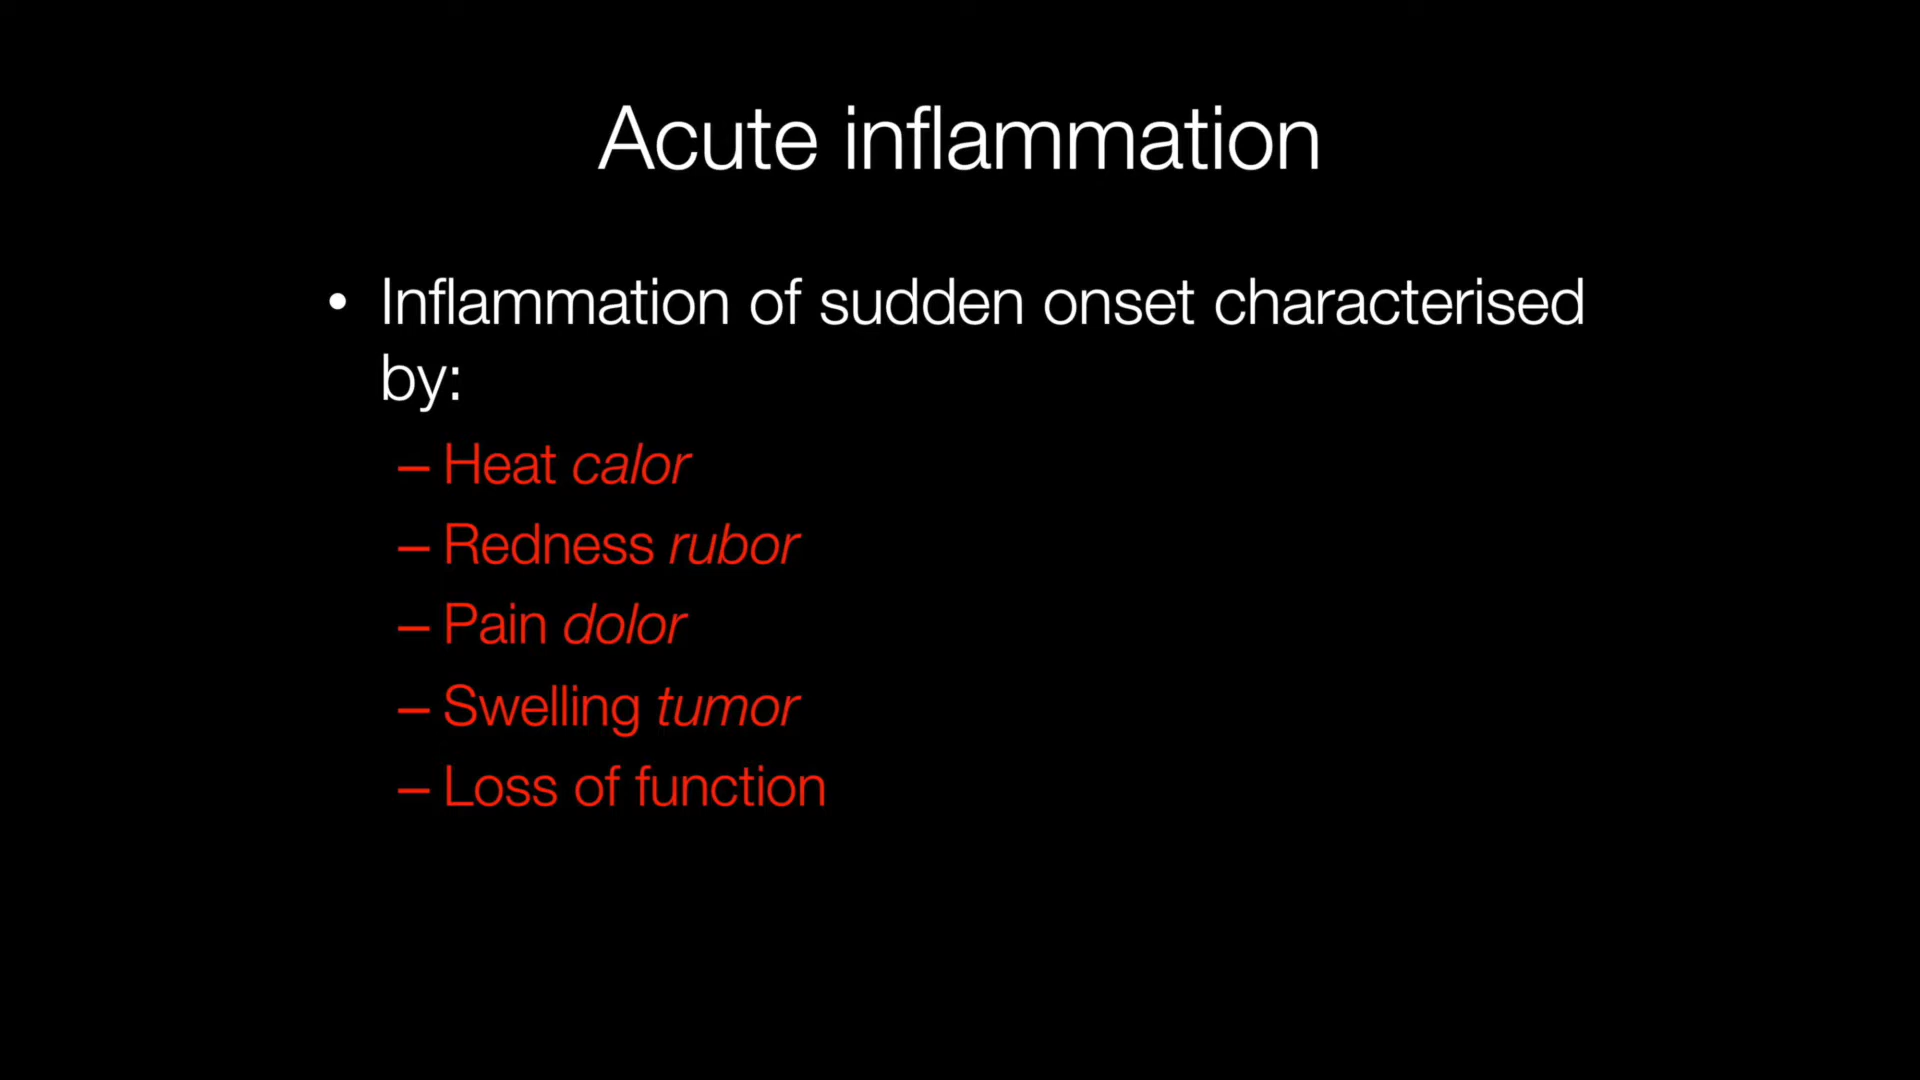 Acute inflammation
• Inflammation of sudden onset characterised
by:
– Heat calor
– Redness rubor
– Pain dolor
– Swelling tumor
– Loss of function